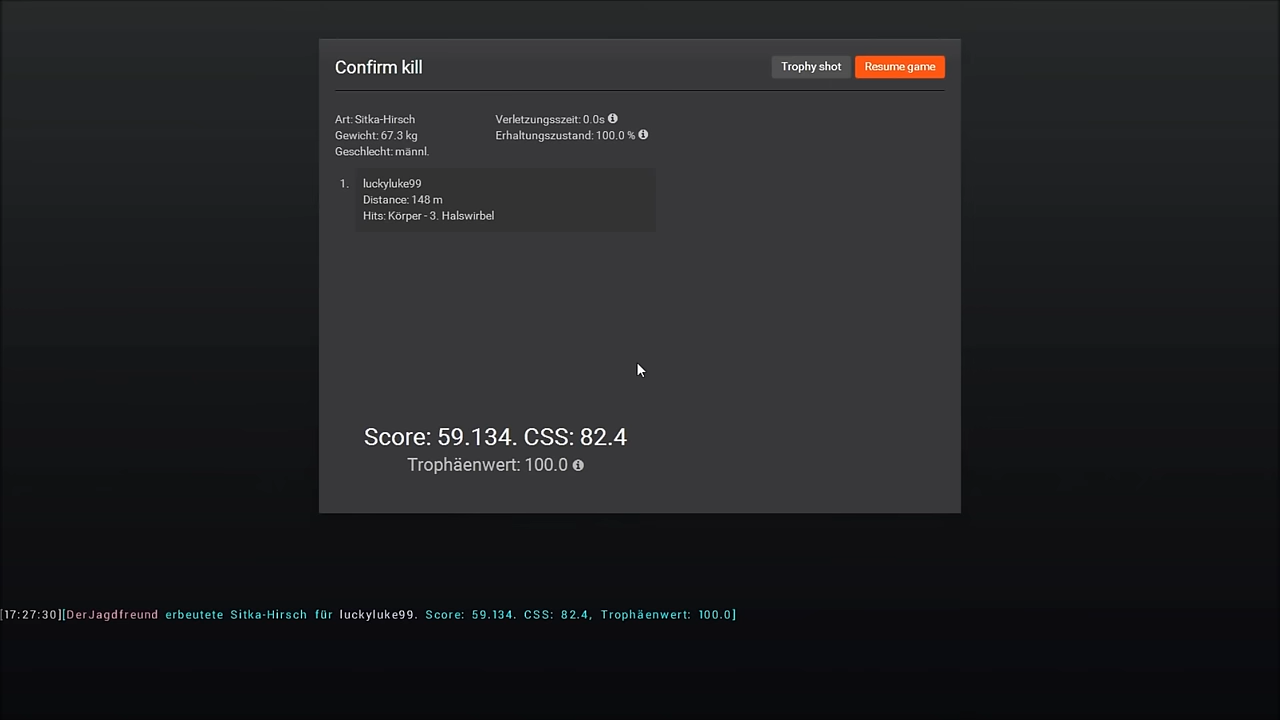 Confirm kill
Trophy shot
Resume game
Art: Sitka-Hirsch
Gewicht: 67.3 kg
Geschlecht: männl.
Verletzungszeit: 0.0s
Erhaltungszustand: 100.0 %
1. luckyluke99
Distance: 148 m
Hits: Körper - 3. Halswirbel
Score: 59.134. CSS: 82.4
Trophäenwert: 100.0
[17:27:30][DerJagdfreund erbeutete Sitka-Hirsch für luckyluke99. Score: 59.134. CSS: 82.4, Trophäenwert: 100.0]